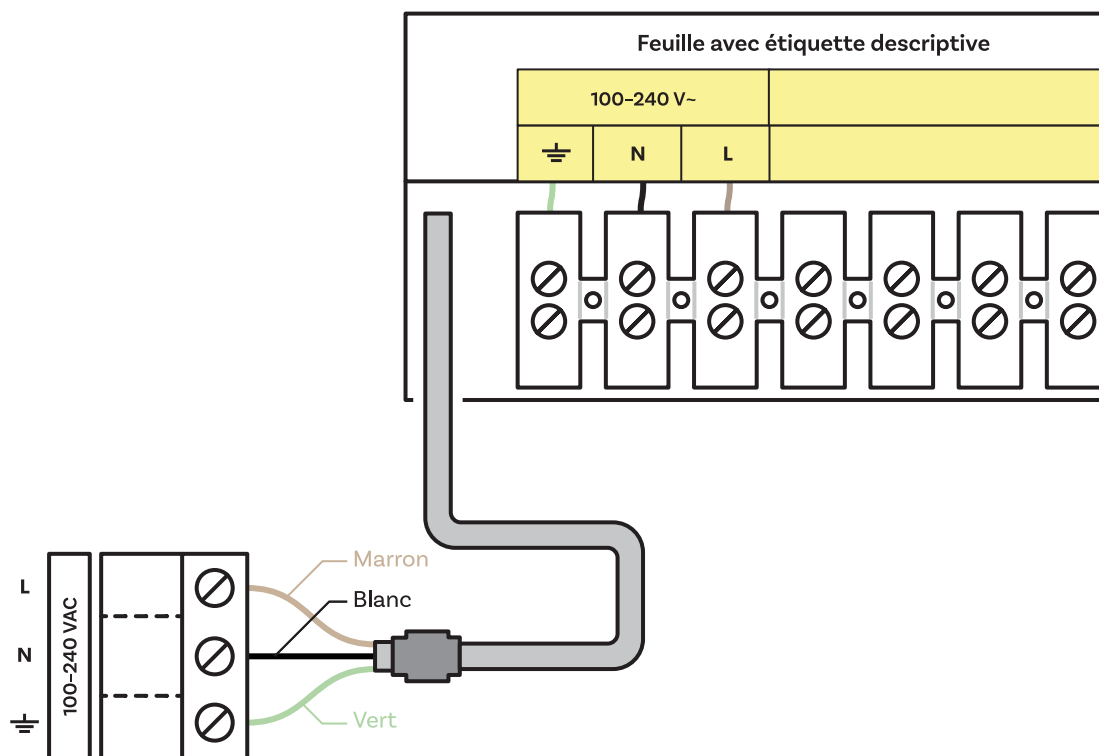 Feuille avec étiquette descriptive
100–240 V~
N L
Marron
L
Blanc
N
100–240 VAC
Vert